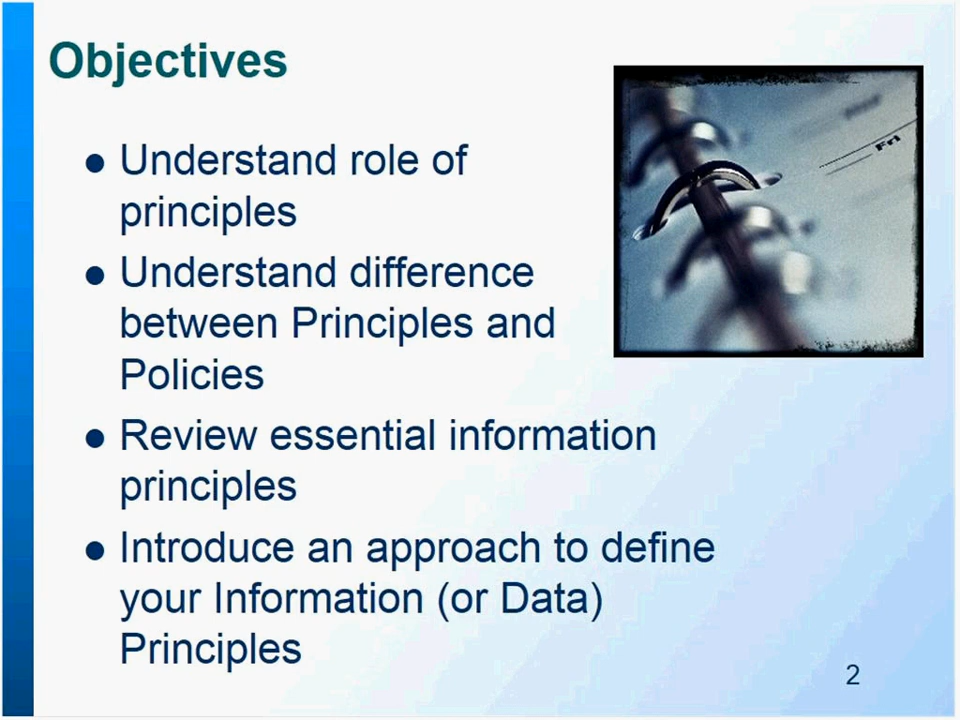 Objectives
● Understand role of
principles
● Understand difference
between Principles and
Policies
● Review essential information
principles
● Introduce an approach to define
your Information (or Data)
Principles
Fri
2